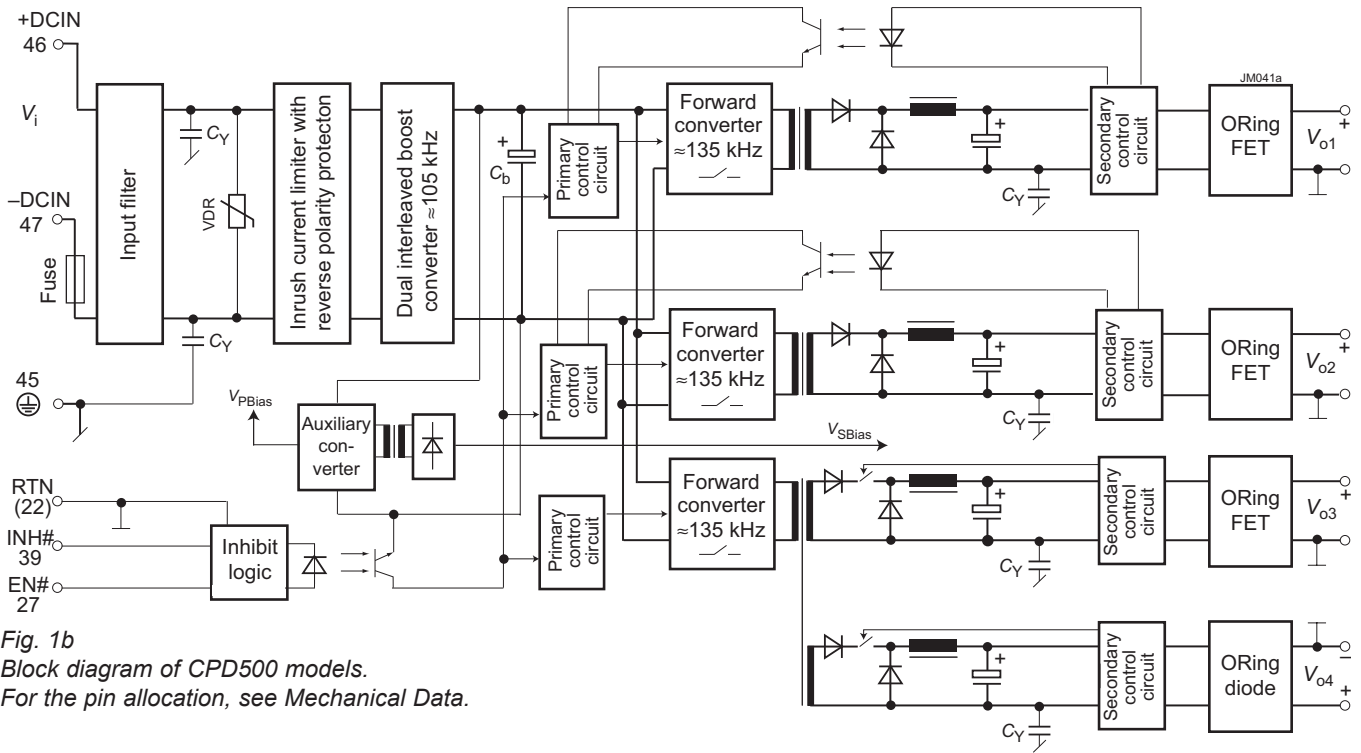 +DCIN
46
Vi
–DCIN
47
Fuse
45
Input filter
CY
VDR
CY
Inrush current limiter with
reverse polarity protecton
Dual interleaved boost
converter ≈105 kHz
+
Cb
Primary
control
circuit
Forward
converter
≈135 kHz
+
CY
Secondary
control
circuit
JM041a
ORing
FET
+
Vo1
Primary
control
circuit
Forward
converter
≈135 kHz
+
CY
Secondary
control
circuit
ORing
FET
+
Vo2
VPBias
Auxiliary
con-
verter
VSBias
RTN
(22)
INH#
39
EN#
27
Inhibit
logic
Primary
control
circuit
Forward
converter
≈135 kHz
+
CY
Secondary
control
circuit
ORing
FET
+
Vo3
+
CY
Secondary
control
circuit
ORing
diode
–
Vo4
+
Fig. 1b
Block diagram of CPD500 models.
For the pin allocation, see Mechanical Data.